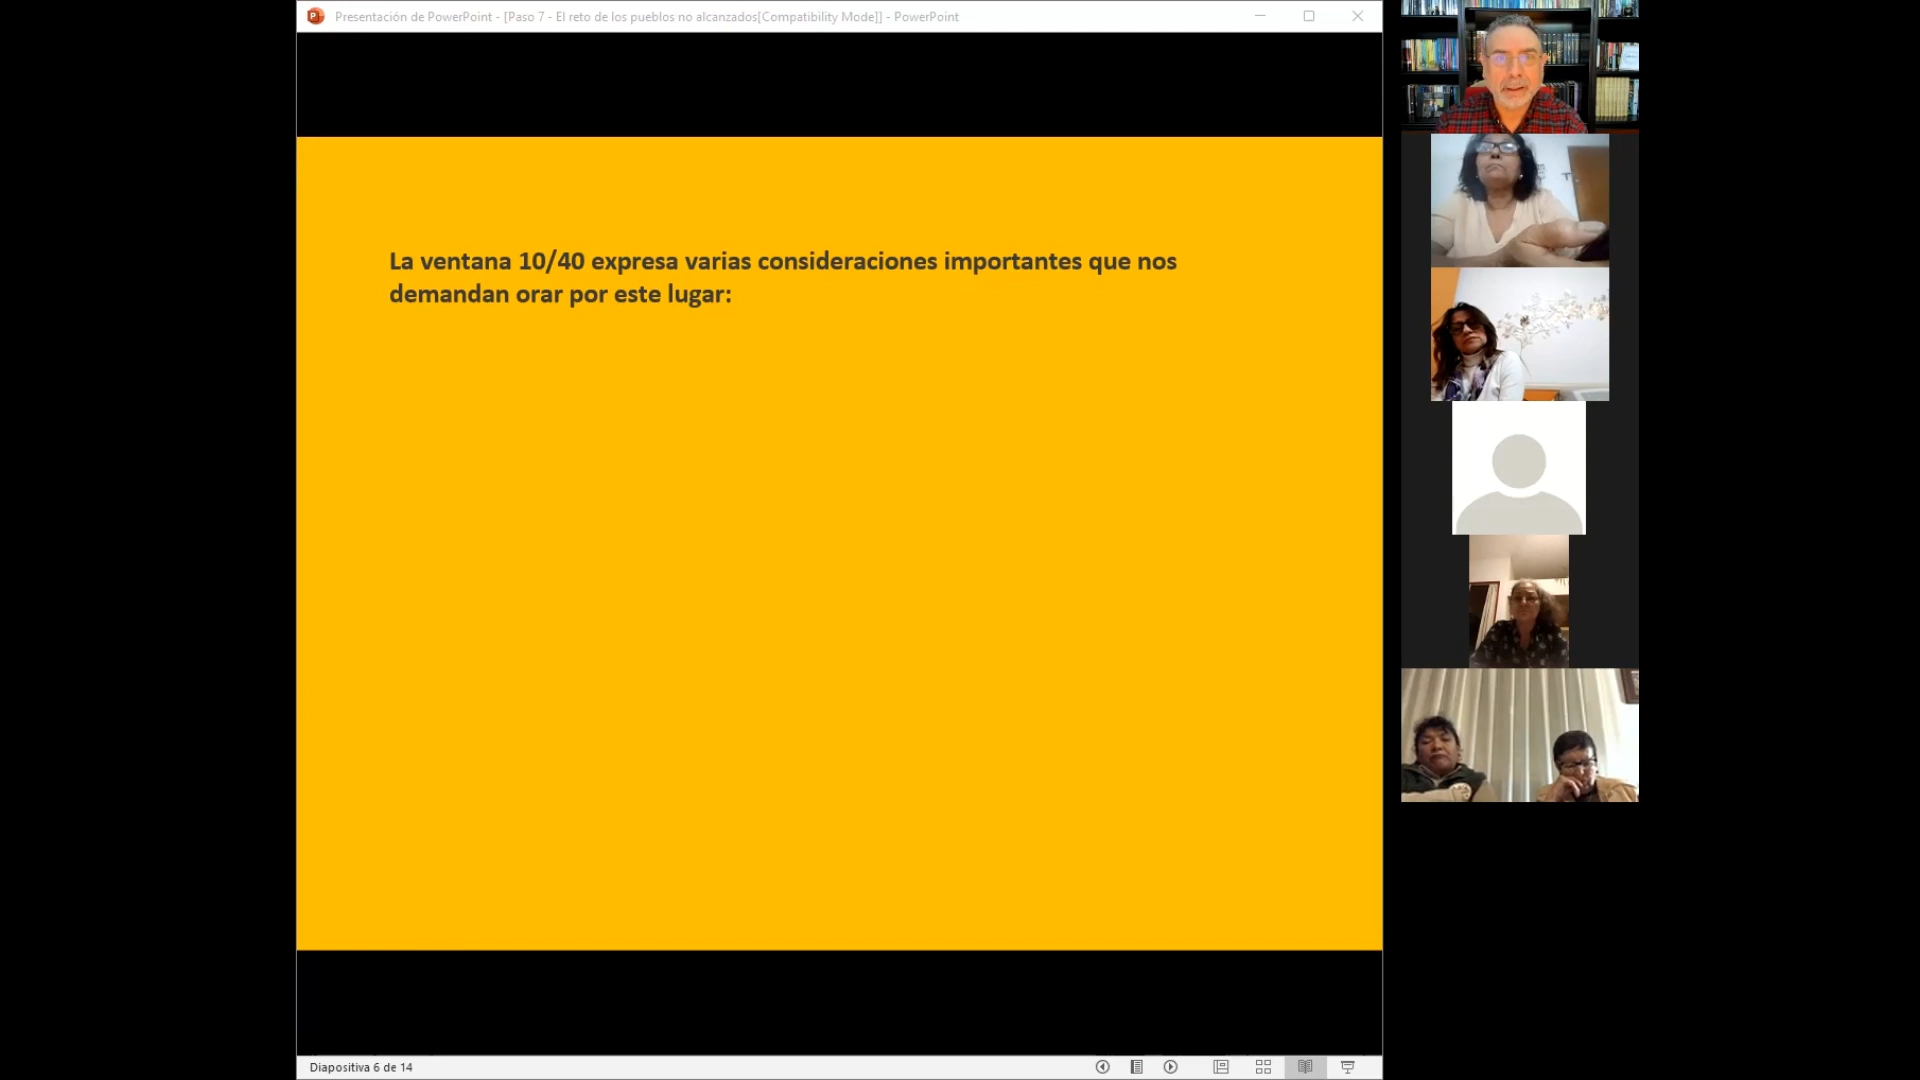 Presentación de PowerPoint - [Paso 7 - El reto de los pueblos no alcanzados[Compatibility Mode]] - PowerPoint
La ventana 10/40 expresa varias consideraciones importantes que nos
demandan orar por este lugar:
Diapositiva 6 de 14